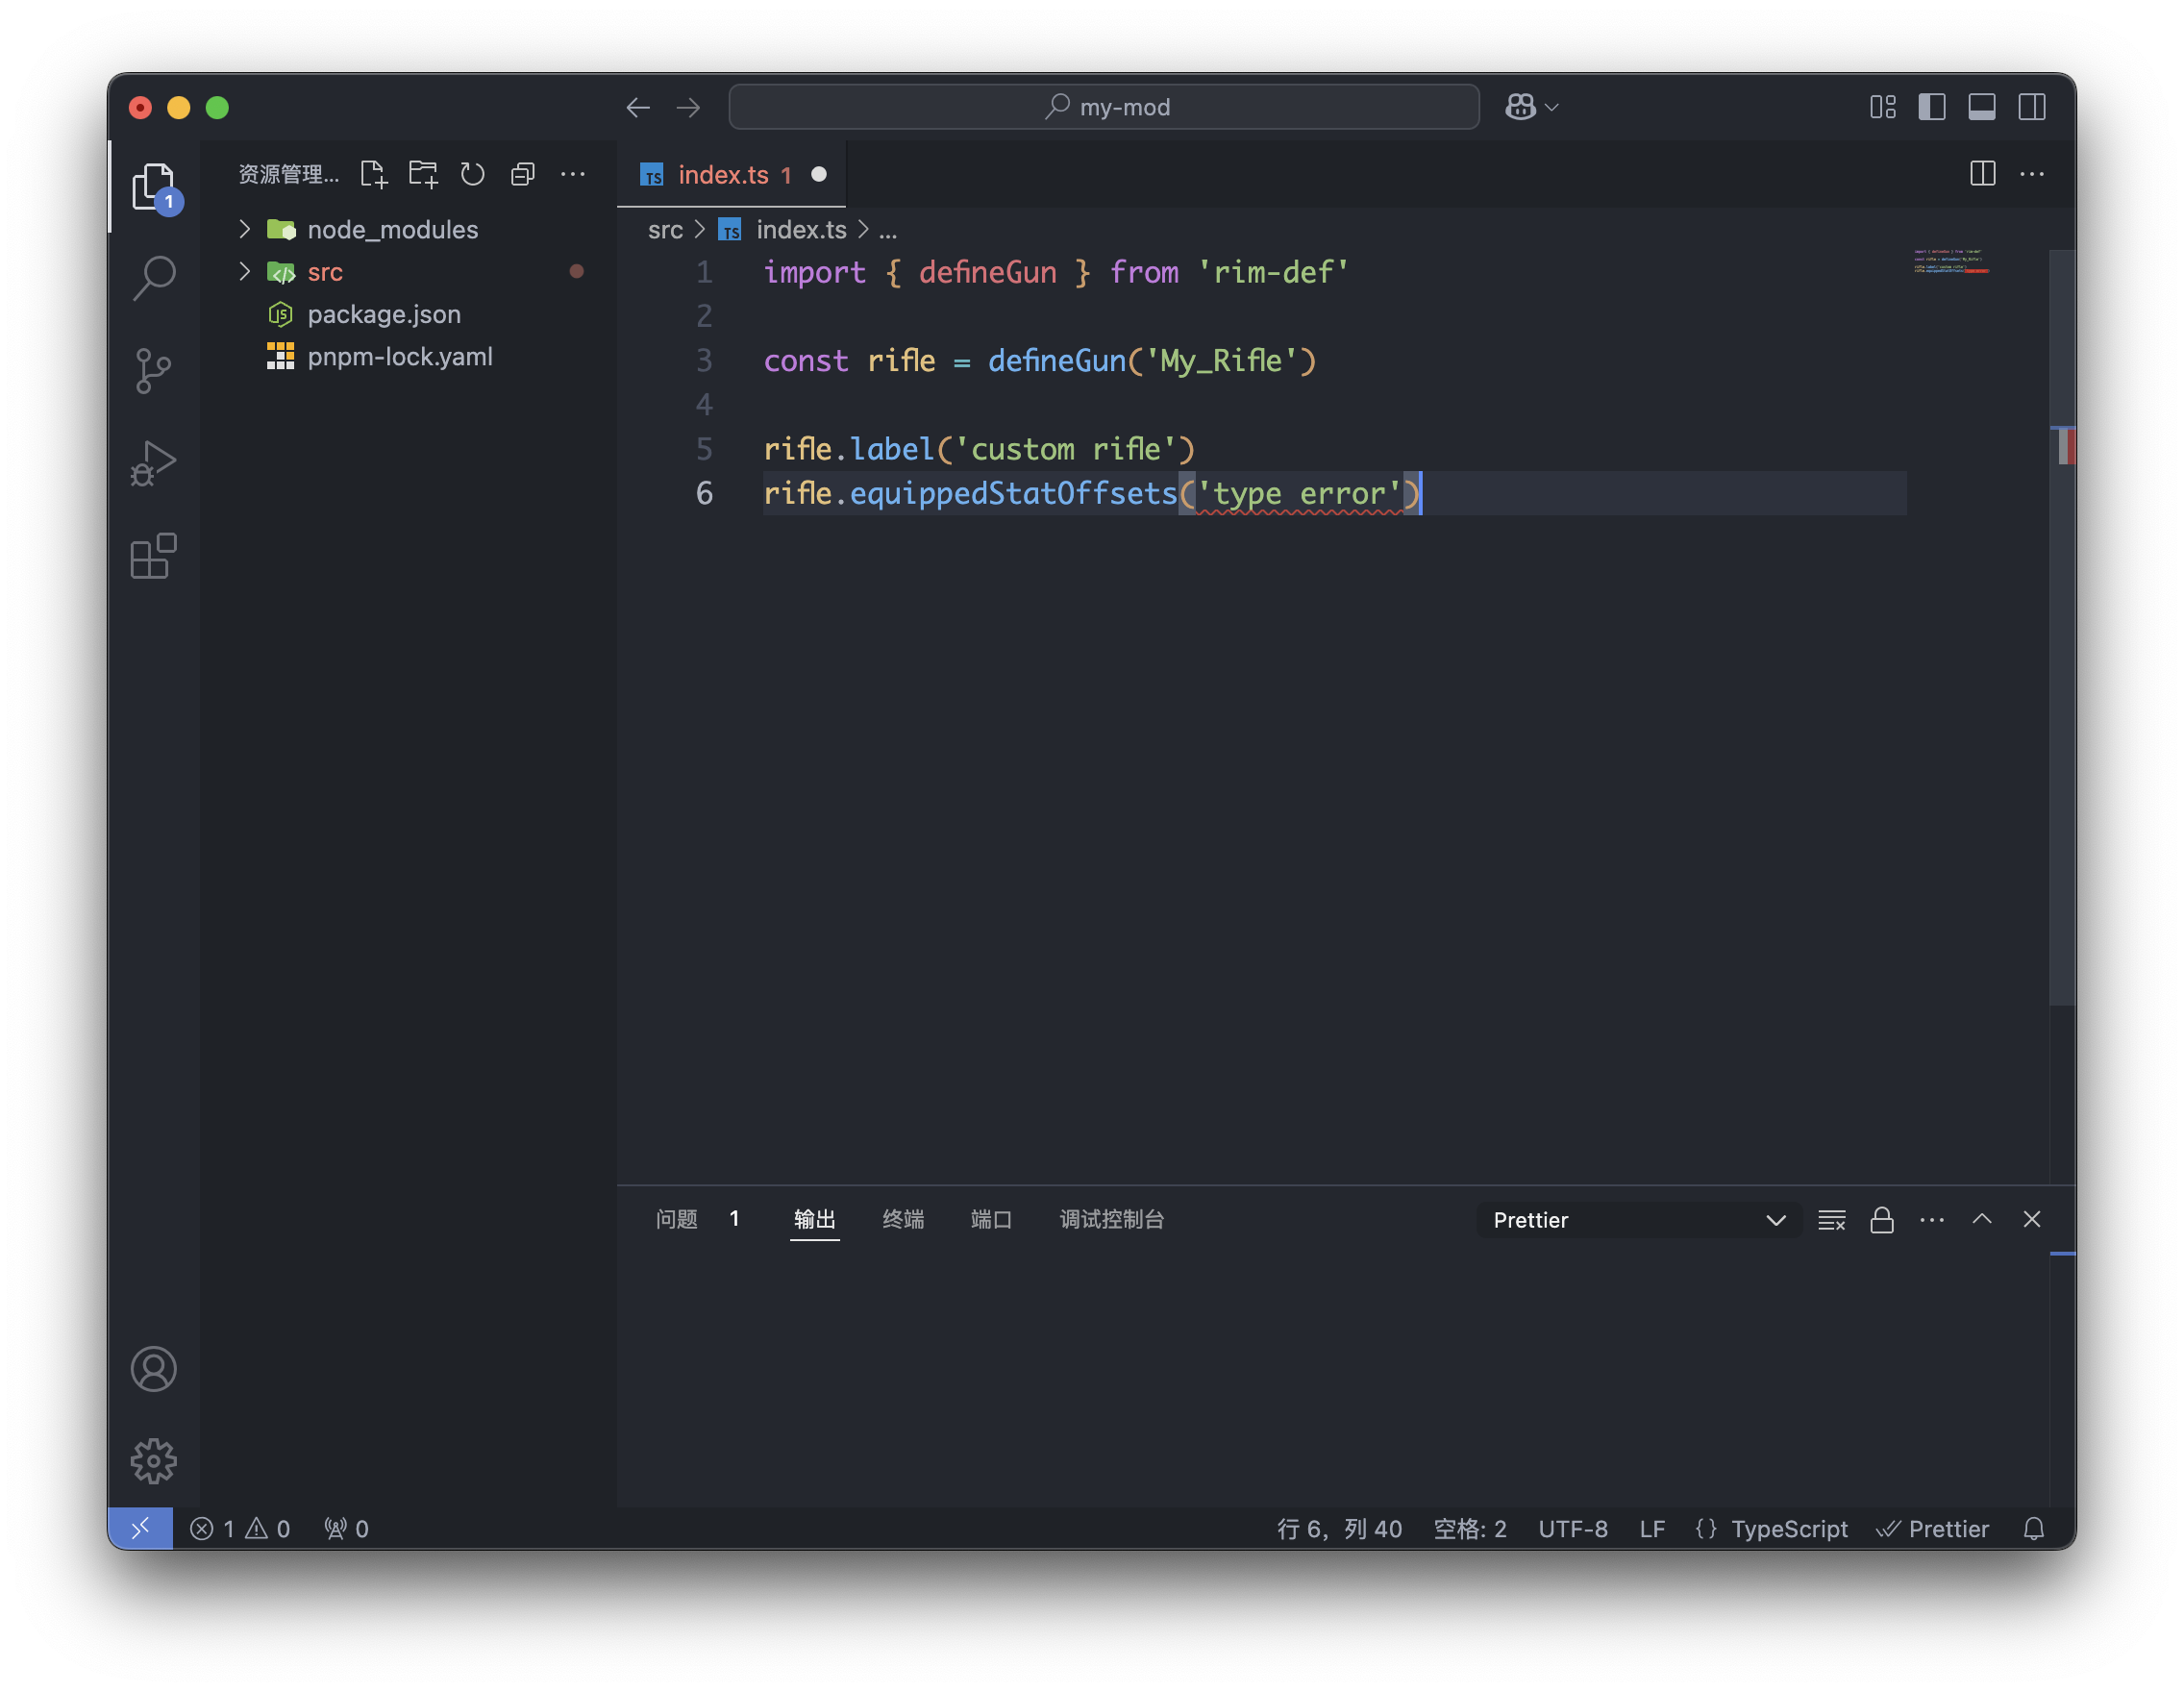 my-mod
资源管理...
1
node_modules
src
package.json
pnpm-lock.yaml
TS index.ts 1
src > TS index.ts > ...
1 import { defineGun } from 'rim-def'
2
3 const rifle = defineGun('My_Rifle')
4
5 rifle.label('custom rifle')
6 rifle.equippedStatOffsets('type error')
问题 1 输出 终端 端口 调试控制台 Prettier
1 0 0 行 6，列 40 空格: 2 UTF-8 LF {} TypeScript Prettier